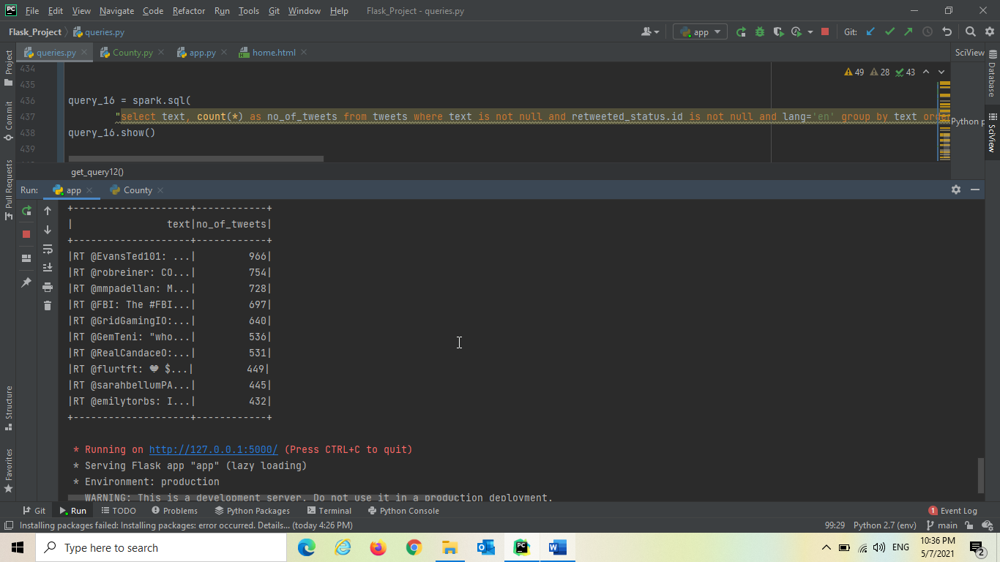 PC File Edit View Navigate Code Refactor Run Tools Git Window Help Flask_Project - queries.py
Flask_Project queries.py app Git:
queries.py County.py app.py home.html SciView
434 49 28 43
435
436 query_16 = spark.sql(
437 "select text, count(*) as no_of_tweets from tweets where text is not null and retweeted_status.id is not null and lang='en' group by text orde
Python p
438 query_16.show()
439
get_query12()
Run: app County
+--------------------+------------+
| text|no_of_tweets|
+--------------------+------------+
|RT @EvansTed101: ...| 966|
|RT @robreiner: CO...| 754|
|RT @mmpadellan: M...| 728|
|RT @FBI: The #FBI...| 697|
|RT @GridGamingIO:...| 640|
|RT @GemTeni: "who...| 536|
|RT @RealCandaceO:...| 531|
|RT @flurtft: 🖤 $...| 449|
|RT @sarahbellumPA...| 445|
|RT @emilytorbs: I...| 432|
+--------------------+------------+
* Running on http://127.0.0.1:5000/ (Press CTRL+C to quit)
* Serving Flask app "app" (lazy loading)
* Environment: production
WARNING: This is a development server. Do not use it in a production deployment.
Project
Commit
Pull Requests
Structure
Favorites
Database
SciView
Git Run TODO Problems Python Packages Terminal Python Console 1 Event Log
Installing packages failed: Installing packages: error occurred. Details... (today 4:26 PM) 99:29 Python 2.7 (env) main
Type here to search ENG 10:36 PM
5/7/2021 2